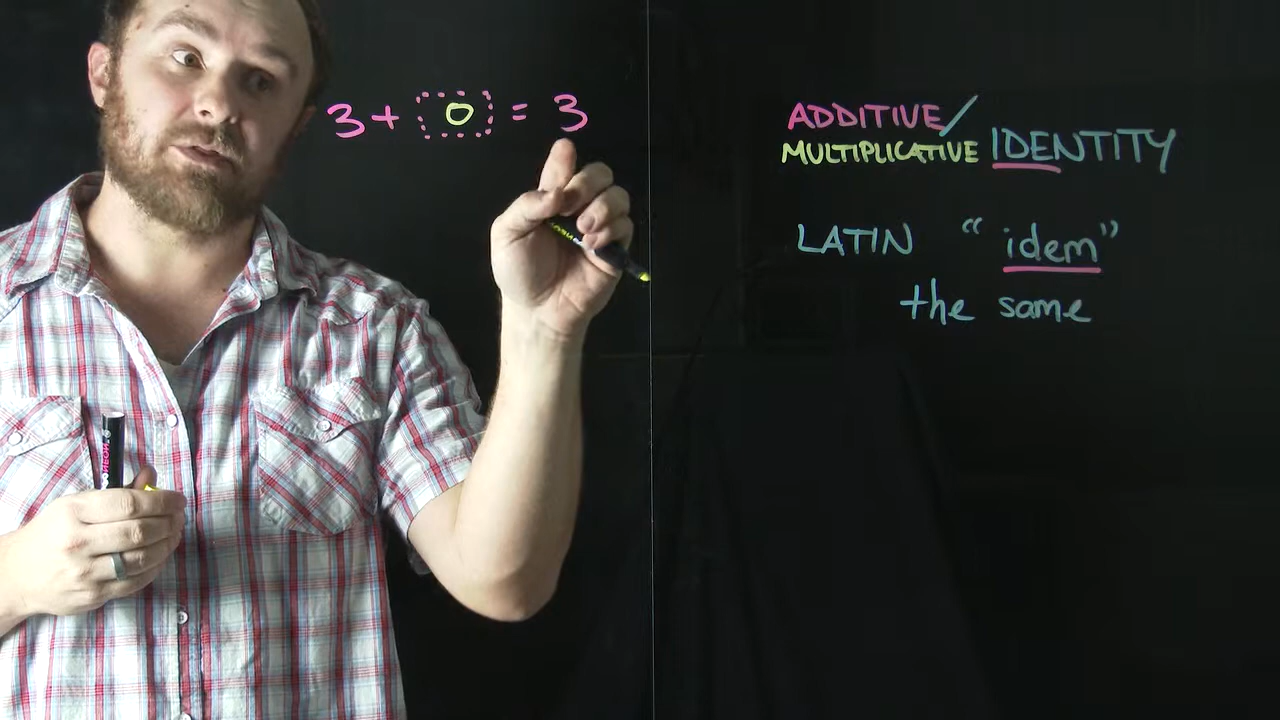 3 + 0 = 3
ADDITIVE/
MULTIPLICATIVE IDENTITY
LATIN "idem"
the same